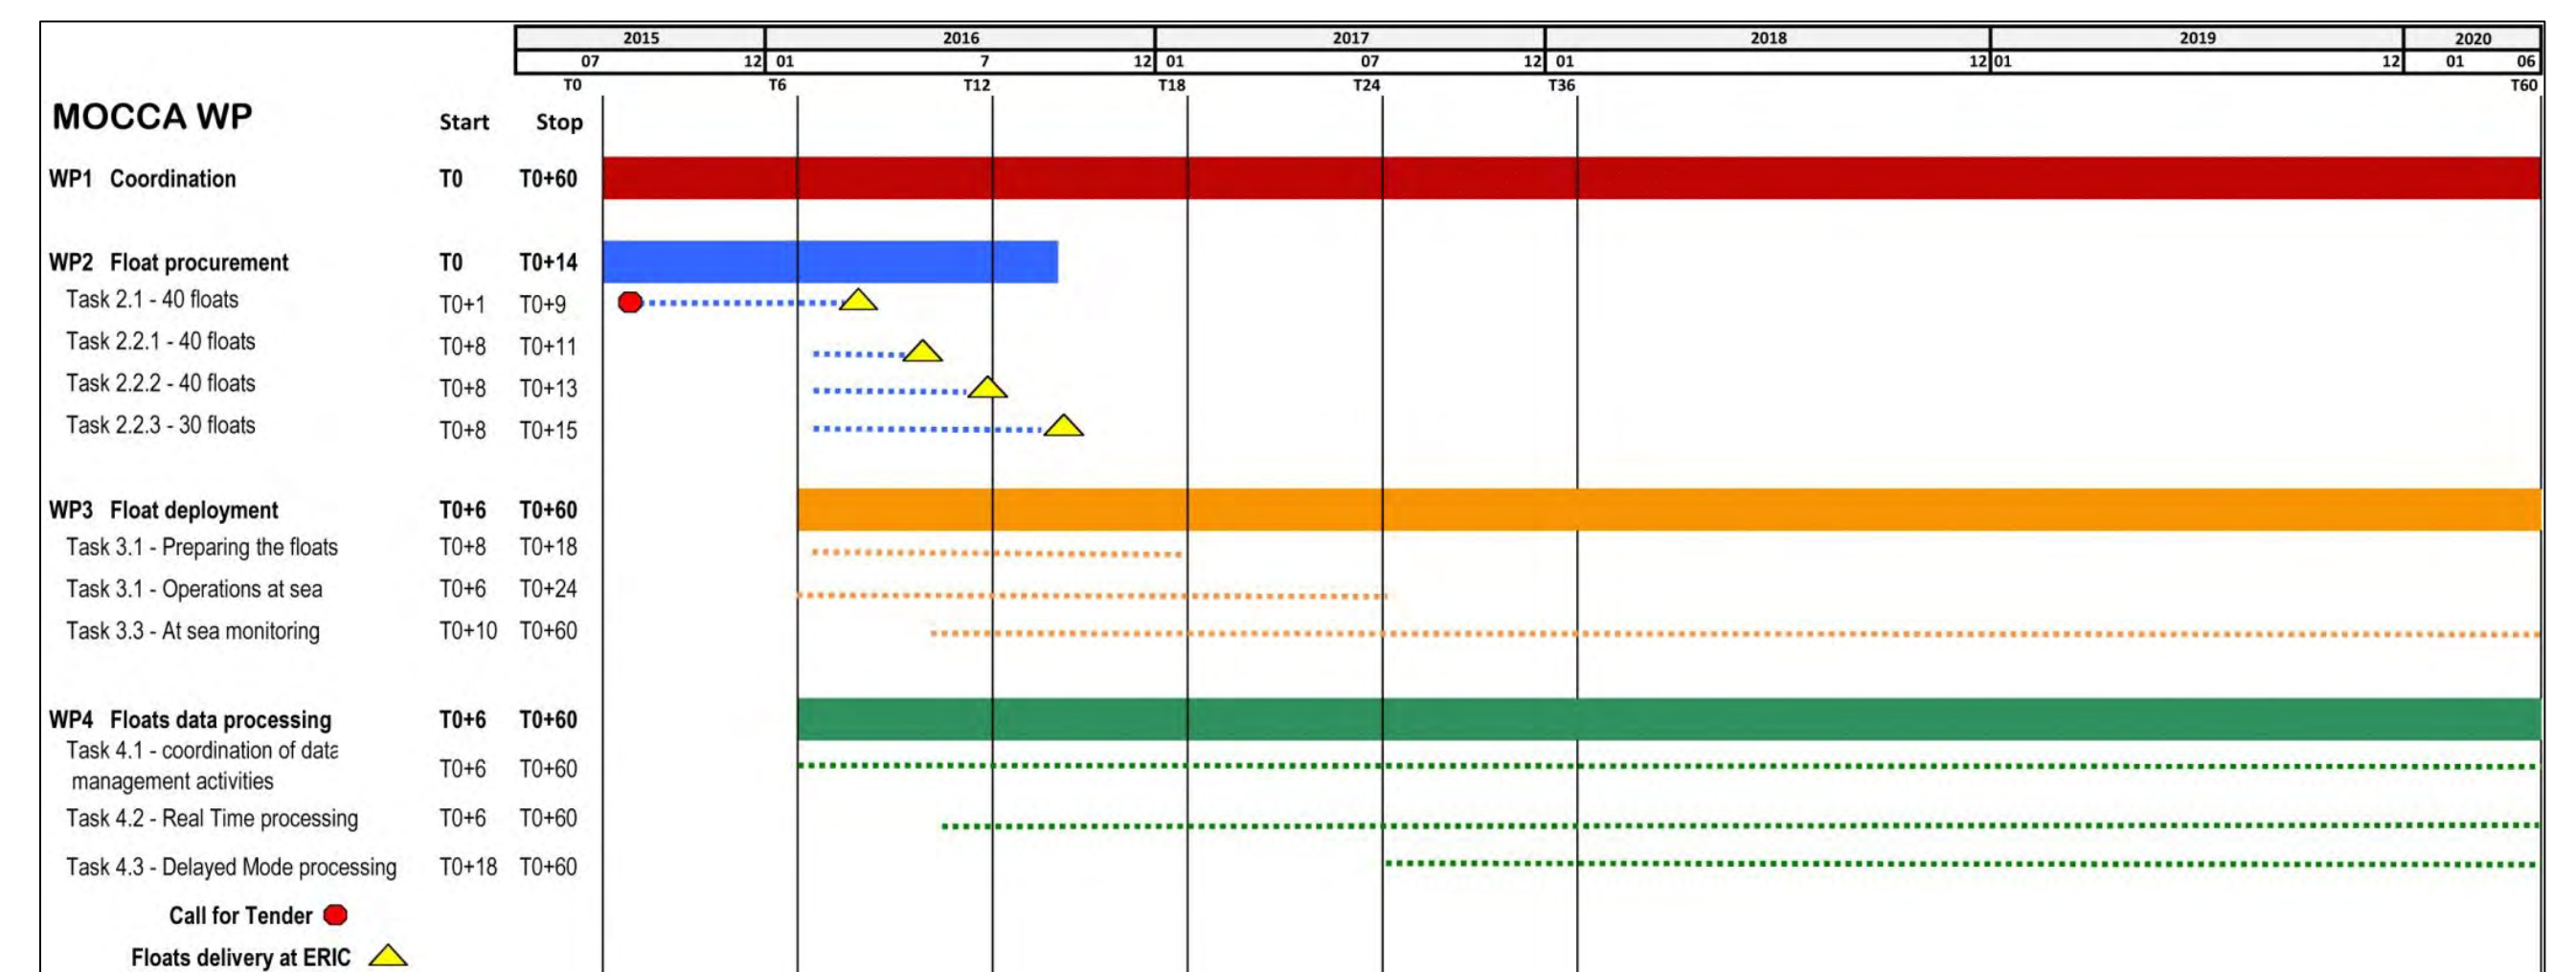 2015 2016 2017 2018 2019 2020
07 12 01 7 12 01 07 12 01 12 01 12 01 06
T0 T6 T12 T18 T24 T36 T60
MOCCA WP Start Stop
WP1 Coordination T0 T0+60
WP2 Float procurement T0 T0+14
Task 2.1 - 40 floats T0+1 T0+9
Task 2.2.1 - 40 floats T0+8 T0+11
Task 2.2.2 - 40 floats T0+8 T0+13
Task 2.2.3 - 30 floats T0+8 T0+15
WP3 Float deployment T0+6 T0+60
Task 3.1 - Preparing the floats T0+8 T0+18
Task 3.1 - Operations at sea T0+6 T0+24
Task 3.3 - At sea monitoring T0+10 T0+60
WP4 Floats data processing T0+6 T0+60
Task 4.1 - coordination of data
management activities T0+6 T0+60
Task 4.2 - Real Time processing T0+6 T0+60
Task 4.3 - Delayed Mode processing T0+18 T0+60
Call for Tender
Floats delivery at ERIC